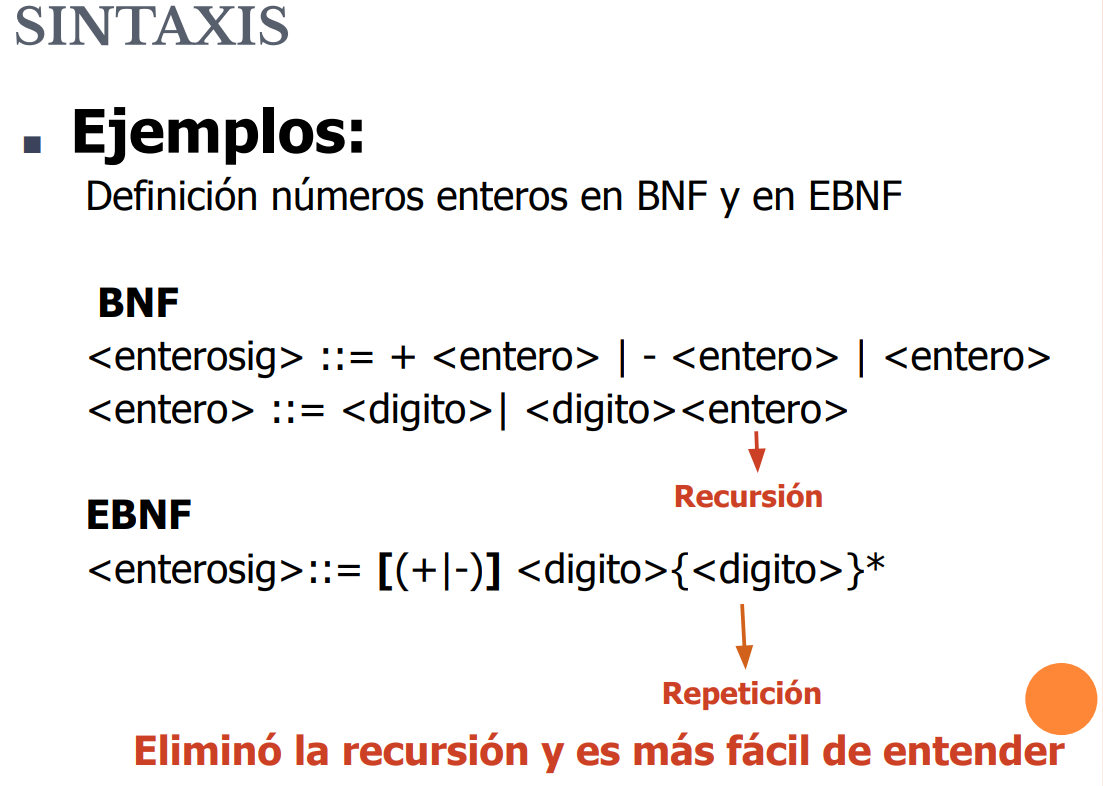 SINTAXIS
Ejemplos:
Definición números enteros en BNF y en EBNF
BNF
<enterosig> ::= + <entero> | - <entero> | <entero>
<entero> ::= <digito>| <digito><entero>
Recursión
EBNF
<enterosig>::= [(+|-)] <digito>{<digito>}*
Repetición
Eliminó la recursión y es más fácil de entender